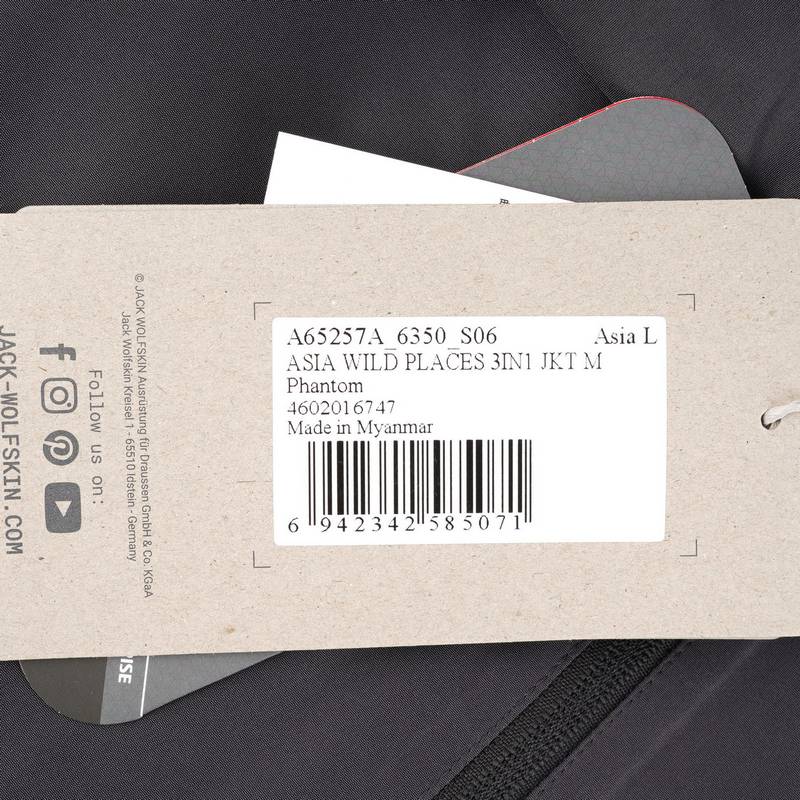 A65257A_6350_S06 Asia L
ASIA WILD PLACES 3IN1 JKT M
Phantom
4602016747
Made in Myanmar
6 942342 585071
© JACK WOLFSKIN Ausrüstung für Draussen GmbH & Co. KGaA
Jack Wolfskin Kreisel 1 - 65510 Idstein - Germany
Follow us on:
JACK-WOLFSKIN.COM